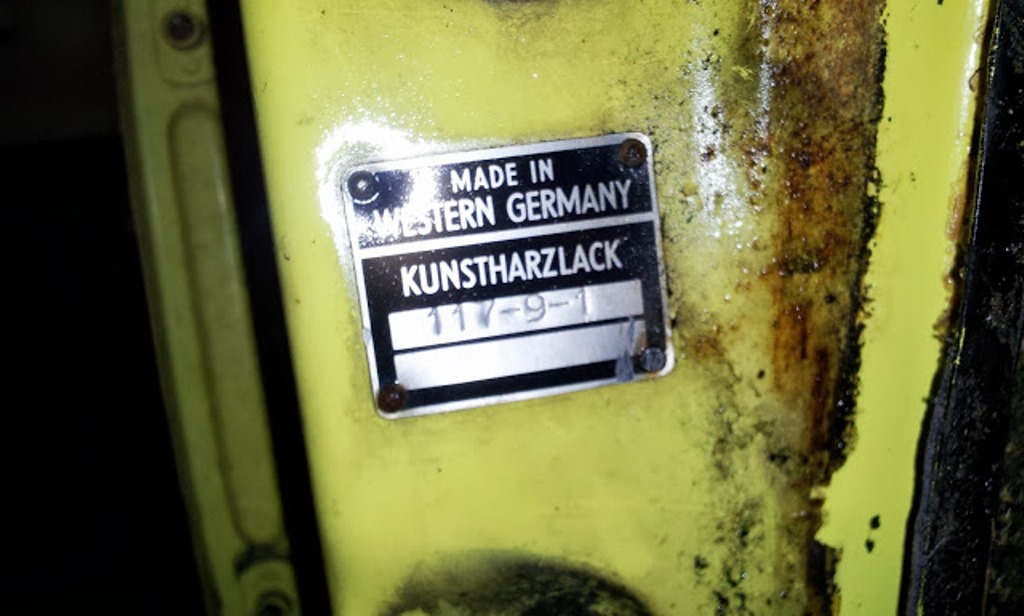 MADE IN
WESTERN GERMANY
KUNSTHARZLACK
117-9-1